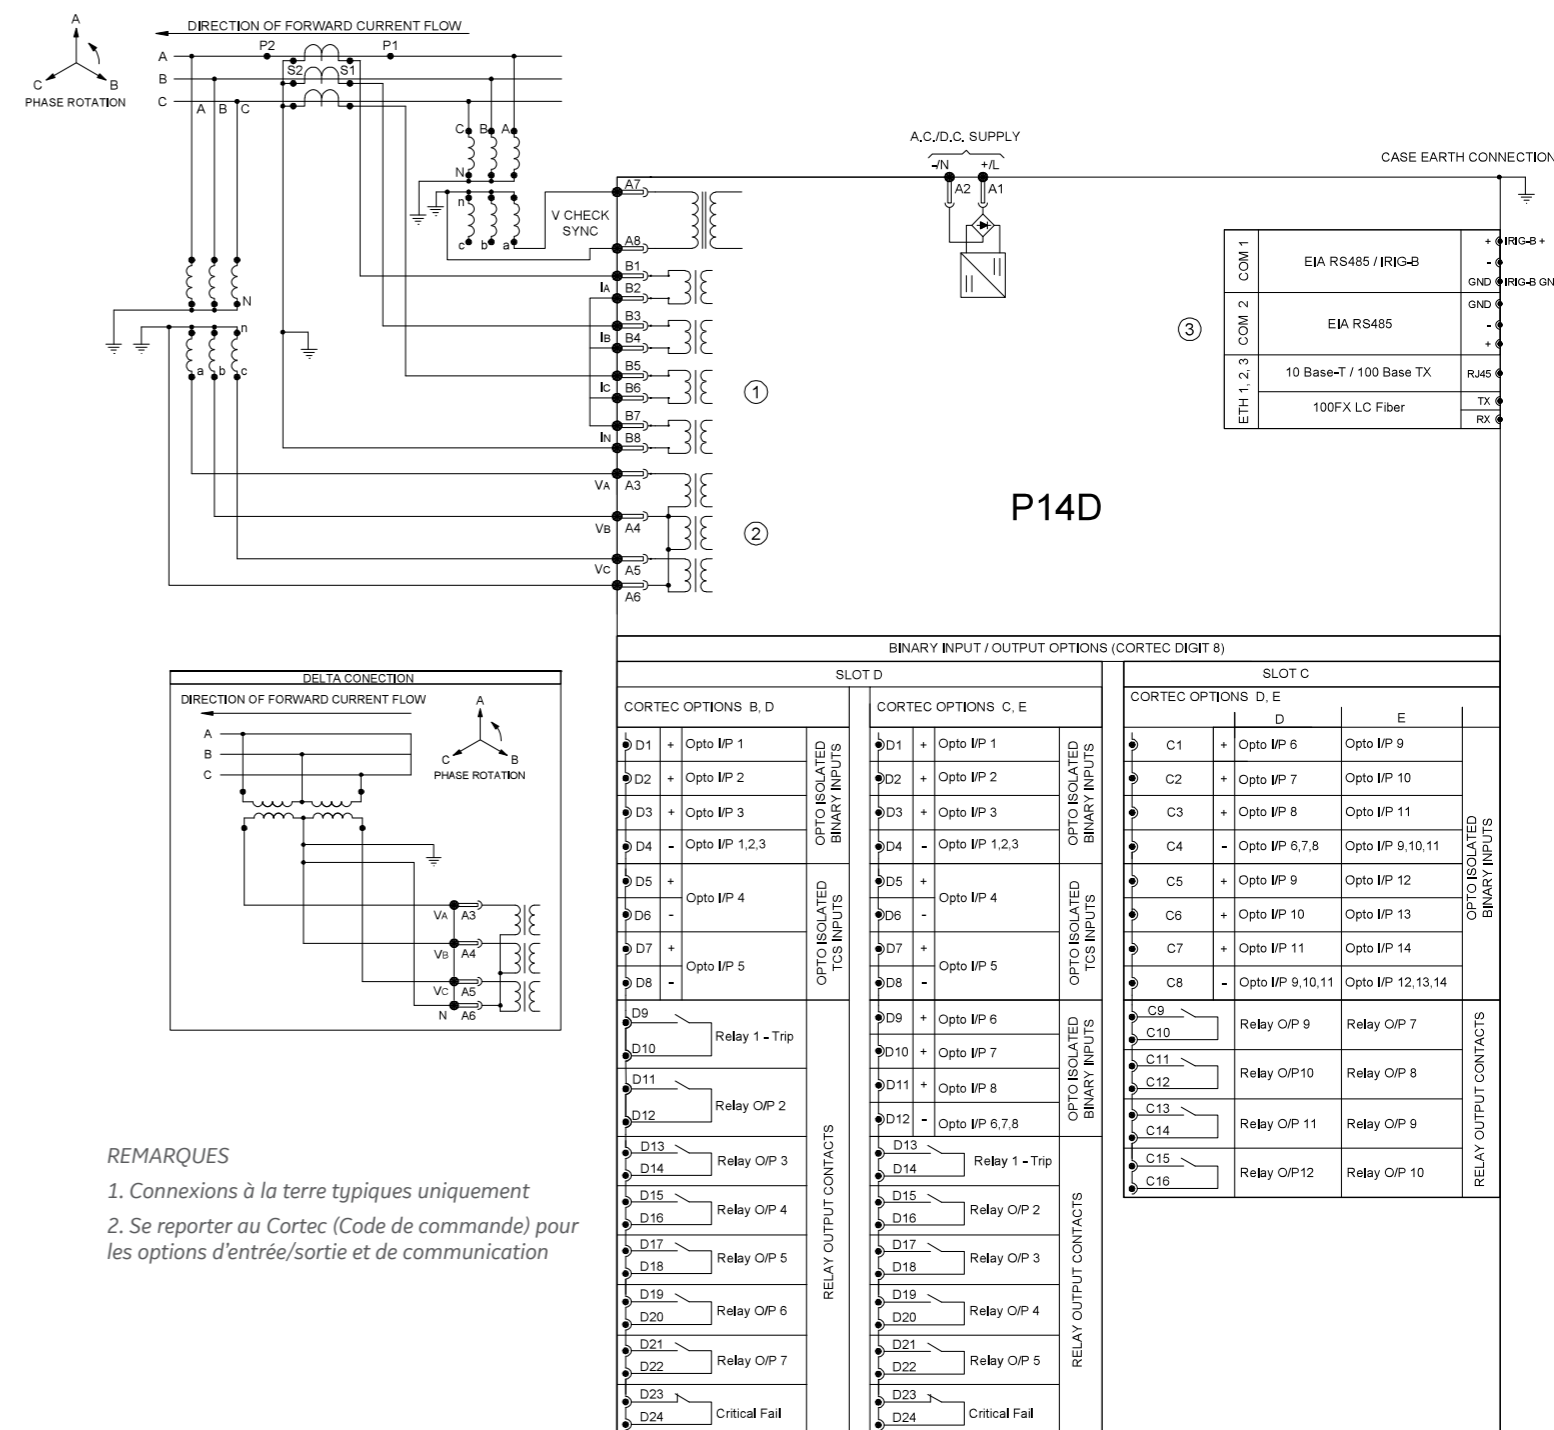 A
DIRECTION OF FORWARD CURRENT FLOW
P2
P1
A
S2
S1
B
C
B
PHASE ROTATION
C
A
B
C
C
B
A
N
n
c
b
a
N
n
a
b
c
A.C./D.C. SUPPLY
-/N
+/L
A2
A1
CASE EARTH CONNECTION
A7
V CHECK
SYNC
A8
B1
IA
B2
B3
IB
B4
B5
IC
B6
B7
IN
B8
VA
A3
VB
A4
VC
A5
A6
1
2
3
COM 1
EIA RS485 / IRIG-B
+
IRIG-B +
-
GND
IRIG-B GN
COM 2
EIA RS485
GND
-
+
ETH 1, 2, 3
10 Base-T / 100 Base TX
RJ45
100FX LC Fiber
TX
RX
P14D
DELTA CONECTION
DIRECTION OF FORWARD CURRENT FLOW
A
A
B
C
C
B
PHASE ROTATION
VA
A3
VB
A4
VC
A5
N
A6
REMARQUES
1. Connexions à la terre typiques uniquement
2. Se reporter au Cortec (Code de commande) pour
les options d'entrée/sortie et de communication
BINARY INPUT / OUTPUT OPTIONS (CORTEC DIGIT 8)
SLOT D
CORTEC OPTIONS B, D
D1 + Opto I/P 1
D2 + Opto I/P 2
D3 + Opto I/P 3
D4 - Opto I/P 1,2,3
OPTO ISOLATED
BINARY INPUTS
D5 +
Opto I/P 4
D6 -
D7 +
Opto I/P 5
D8 -
OPTO ISOLATED
TCS INPUTS
D9
Relay 1 - Trip
D10
D11
Relay O/P 2
D12
D13
Relay O/P 3
D14
D15
Relay O/P 4
D16
D17
Relay O/P 5
D18
D19
Relay O/P 6
D20
D21
Relay O/P 7
D22
D23
Critical Fail
D24
RELAY OUTPUT CONTACTS
CORTEC OPTIONS C, E
D1 + Opto I/P 1
D2 + Opto I/P 2
D3 + Opto I/P 3
D4 - Opto I/P 1,2,3
OPTO ISOLATED
BINARY INPUTS
D5 +
Opto I/P 4
D6 -
D7 +
Opto I/P 5
D8 -
OPTO ISOLATED
TCS INPUTS
D9 + Opto I/P 6
D10 + Opto I/P 7
D11 + Opto I/P 8
D12 - Opto I/P 6,7,8
OPTO ISOLATED
BINARY INPUTS
D13
Relay 1 - Trip
D14
D15
Relay O/P 2
D16
D17
Relay O/P 3
D18
D19
Relay O/P 4
D20
D21
Relay O/P 5
D22
D23
Critical Fail
D24
RELAY OUTPUT CONTACTS
SLOT C
CORTEC OPTIONS D, E
D E
C1 + Opto I/P 6 Opto I/P 9
C2 + Opto I/P 7 Opto I/P 10
C3 + Opto I/P 8 Opto I/P 11
C4 - Opto I/P 6,7,8 Opto I/P 9,10,11
C5 + Opto I/P 9 Opto I/P 12
C6 + Opto I/P 10 Opto I/P 13
C7 + Opto I/P 11 Opto I/P 14
C8 - Opto I/P 9,10,11 Opto I/P 12,13,14
OPTO ISOLATED
BINARY INPUTS
C9
Relay O/P 9 Relay O/P 7
C10
C11
Relay O/P10 Relay O/P 8
C12
C13
Relay O/P 11 Relay O/P 9
C14
C15
Relay O/P12 Relay O/P 10
C16
RELAY OUTPUT CONTACTS